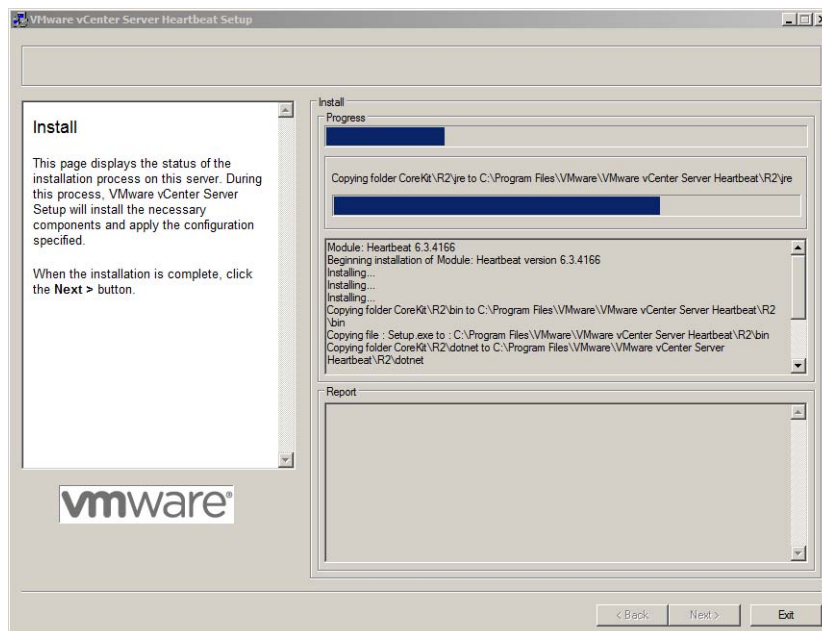 VMware vCenter Server Heartbeat Setup
Install
This page displays the status of the
installation process on this server. During
this process, VMware vCenter Server
Setup will install the necessary
components and apply the configuration
specified.
When the installation is complete, click
the Next > button.
vmware®
Install
Progress
Copying folder CoreKit\R2\jre to C:\Program Files\VMware\VMware vCenter Server Heartbeat\R2\jre
Module: Heartbeat 6.3.4166
Beginning installation of Module: Heartbeat version 6.3.4166
Installing...
Installing...
Installing...
Copying folder CoreKit\R2\bin to C:\Program Files\VMware\VMware vCenter Server Heartbeat\R2
\bin
Copying file : Setup.exe to : C:\Program Files\VMware\VMware vCenter Server Heartbeat\R2\bin
Copying folder CoreKit\R2\dotnet to C:\Program Files\VMware\VMware vCenter Server
Heartbeat\R2\dotnet
Report
< Back
Next >
Exit